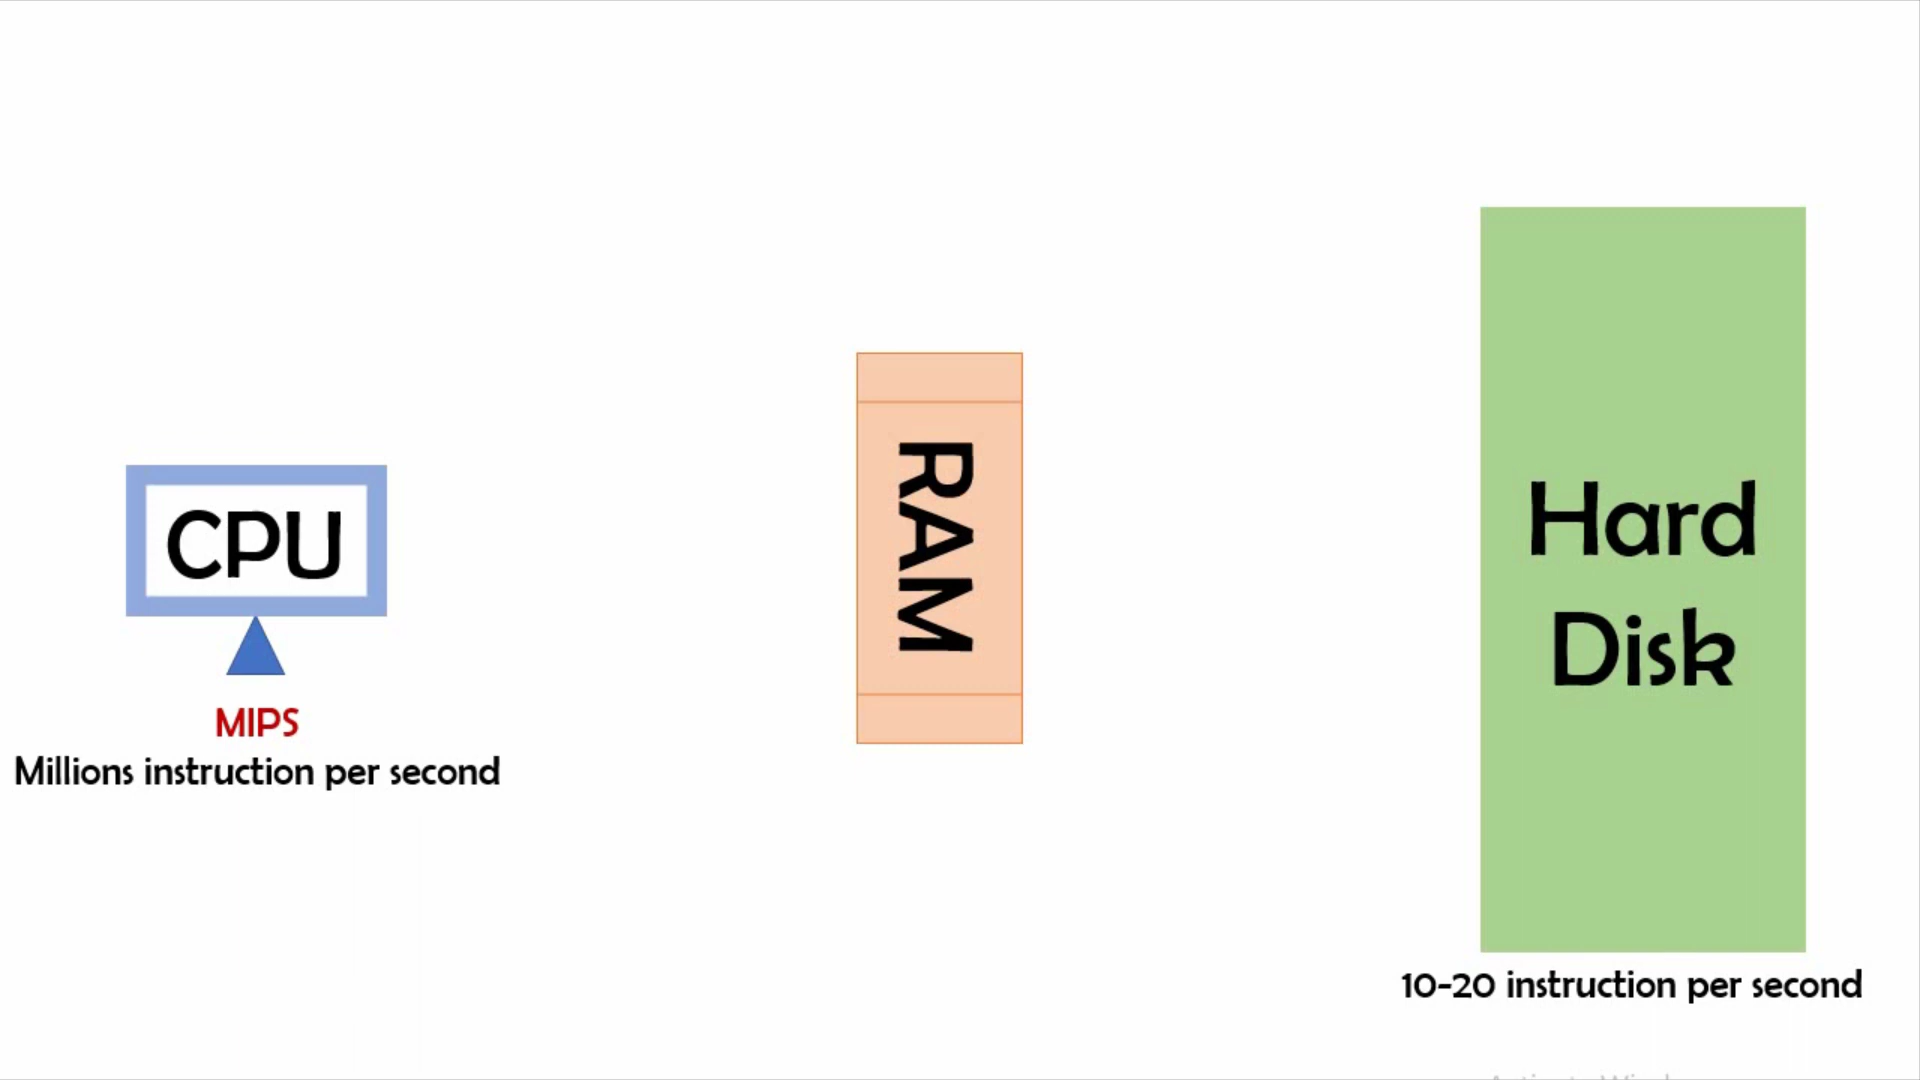 CPU
MIPS
Millions instruction per second
RAM
Hard
Disk
10-20 instruction per second